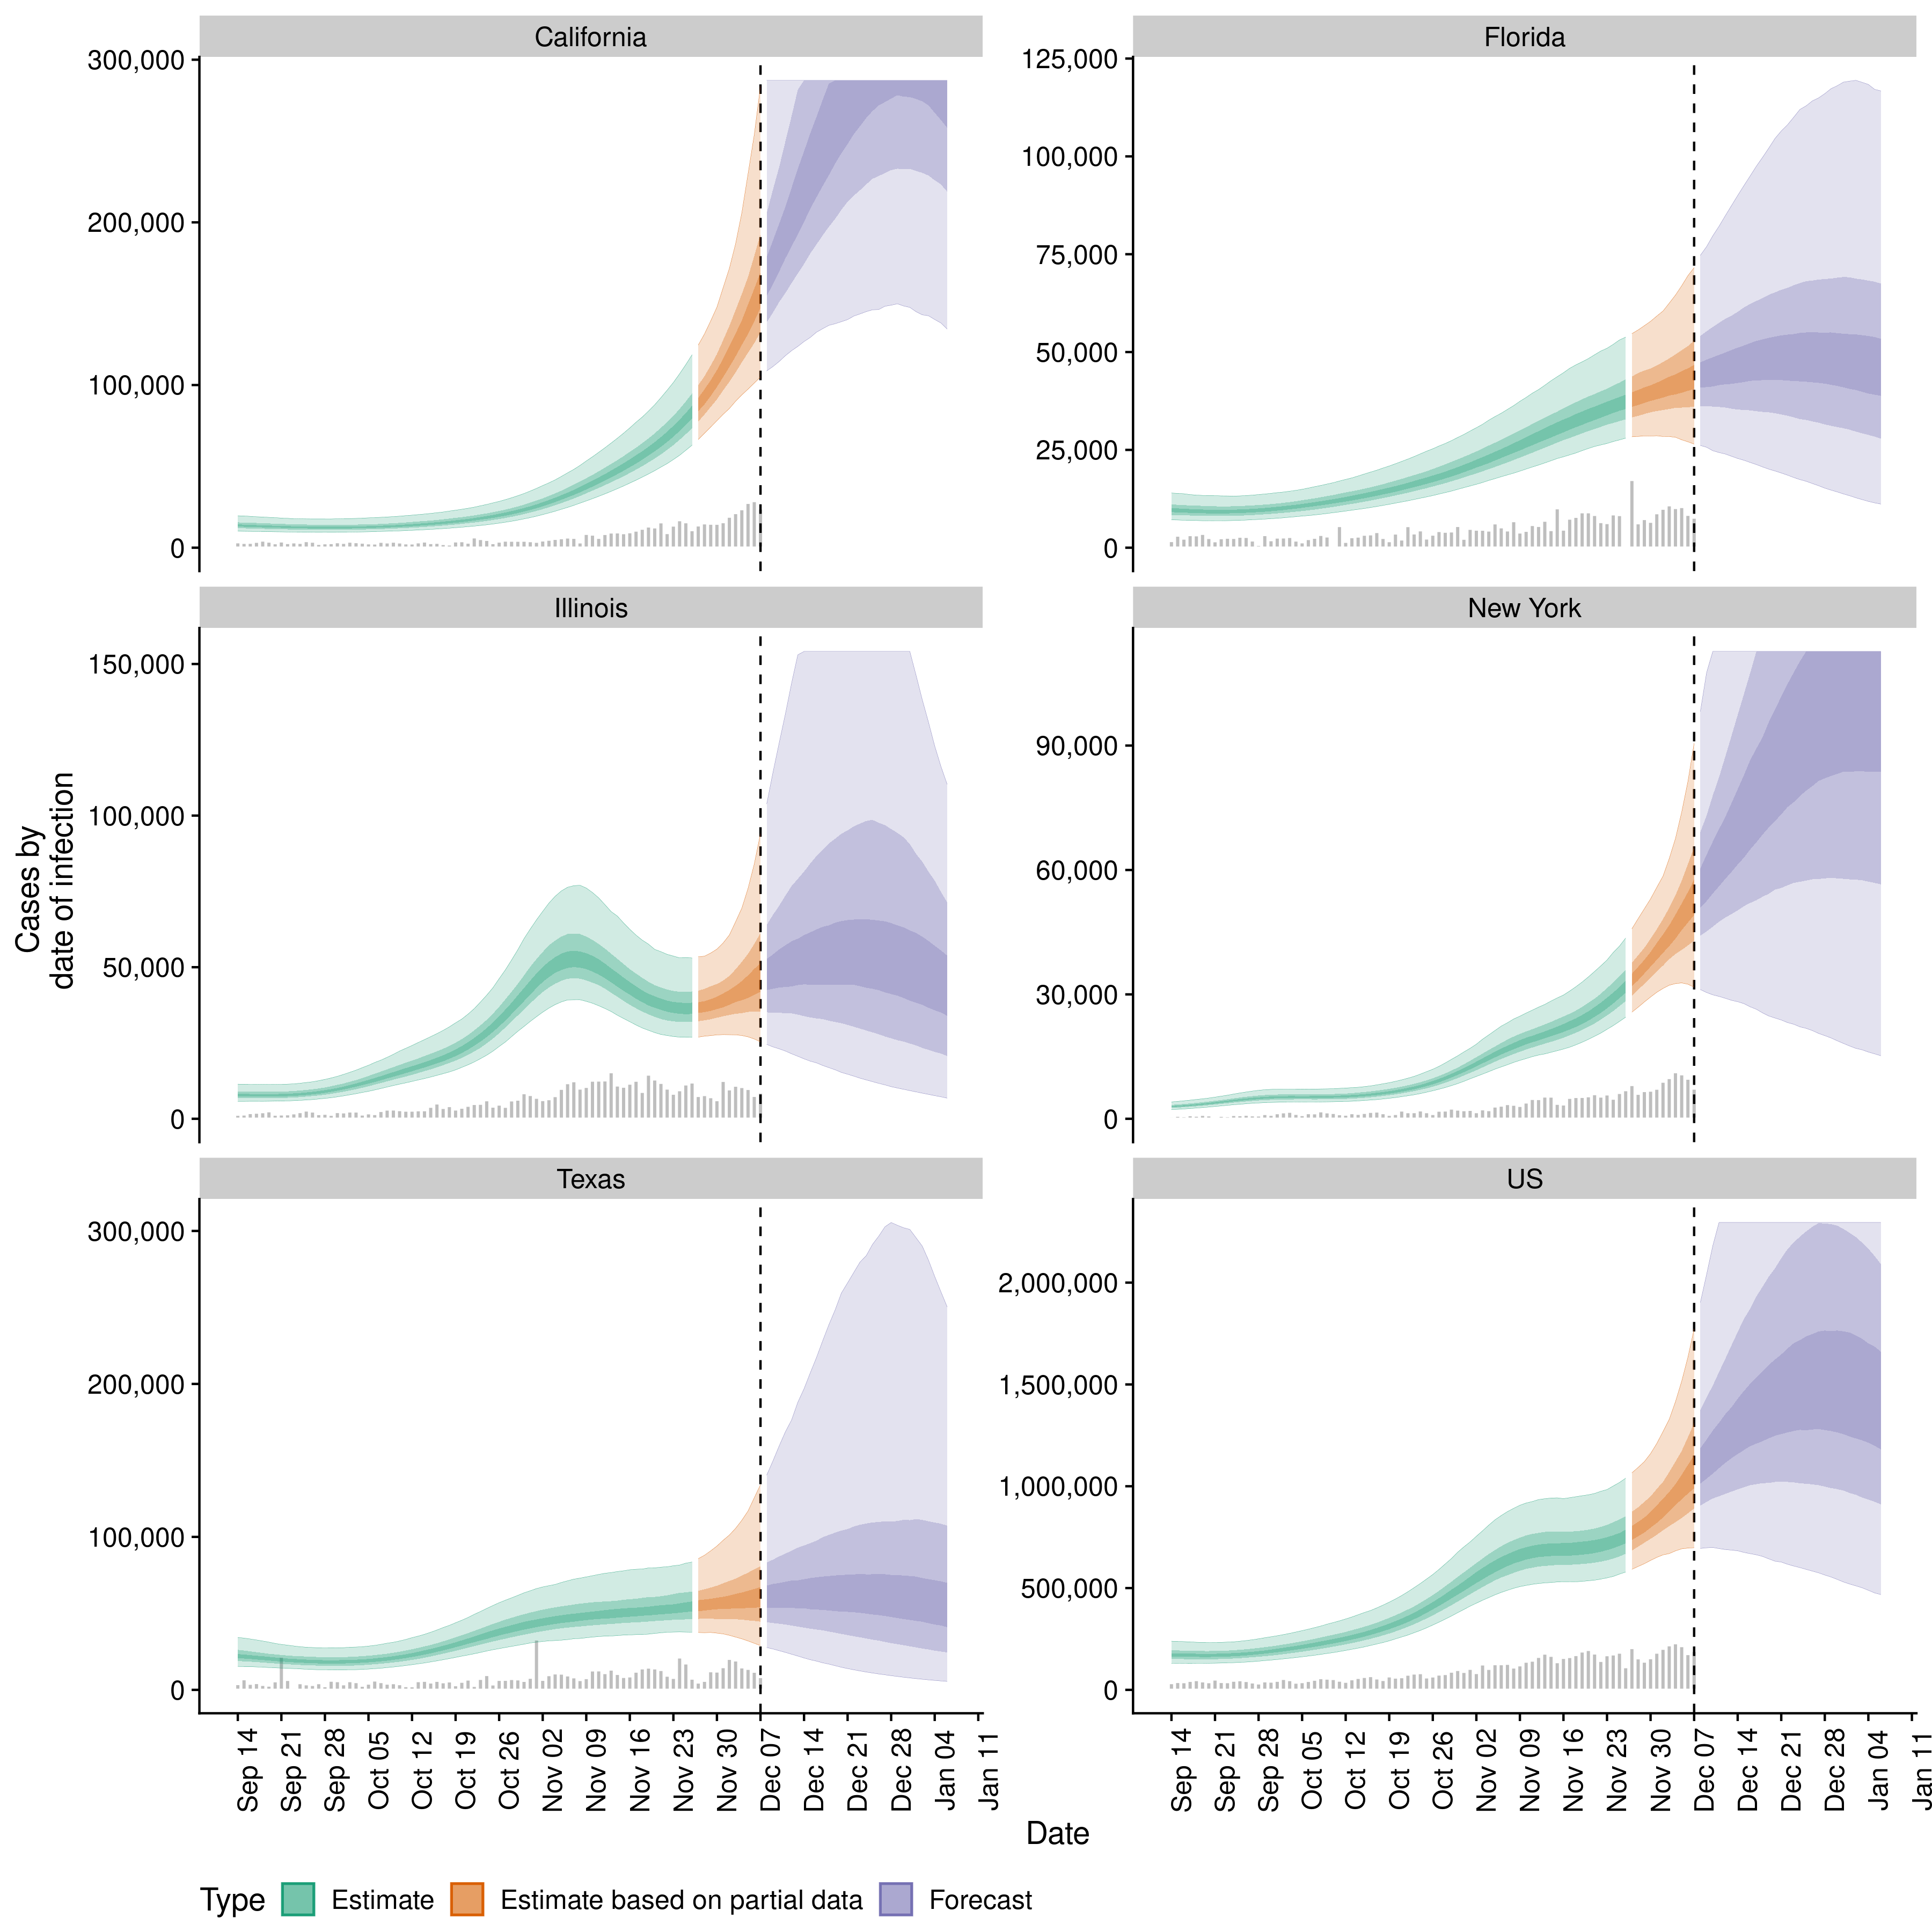 California
Florida
300,000
200,000
100,000
0
125,000
100,000
75,000
50,000
25,000
0
Illinois
New York
150,000
100,000
50,000
0
90,000
60,000
30,000
0
Cases by
date of infection
Texas
US
300,000
200,000
100,000
0
2,000,000
1,500,000
1,000,000
500,000
0
Sep 14
Sep 21
Sep 28
Oct 05
Oct 12
Oct 19
Oct 26
Nov 02
Nov 09
Nov 16
Nov 23
Nov 30
Dec 07
Dec 14
Dec 21
Dec 28
Jan 04
Jan 11
Sep 14
Sep 21
Sep 28
Oct 05
Oct 12
Oct 19
Oct 26
Nov 02
Nov 09
Nov 16
Nov 23
Nov 30
Dec 07
Dec 14
Dec 21
Dec 28
Jan 04
Jan 11
Date
Type Estimate Estimate based on partial data Forecast